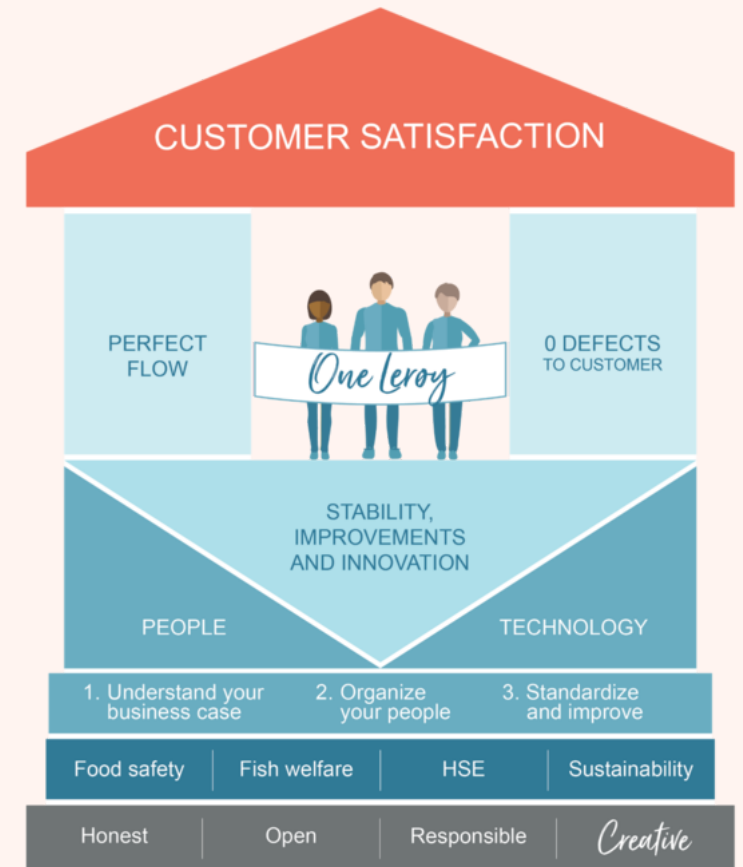 CUSTOMER SATISFACTION
PERFECT
FLOW
One Leroy
0 DEFECTS
TO CUSTOMER
STABILITY,
IMPROVEMENTS
AND INNOVATION
PEOPLE
TECHNOLOGY
1. Understand your
business case
2. Organize
your people
3. Standardize
and improve
Food safety
Fish welfare
HSE
Sustainability
Honest
Open
Responsible
Creative